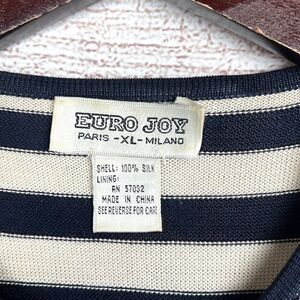 EURO JOY
PARIS -XL- MILANO
SHELL: 100% SILK
LINING:
RN 57032
MADE IN CHINA
SEE REVERSE FOR CARE